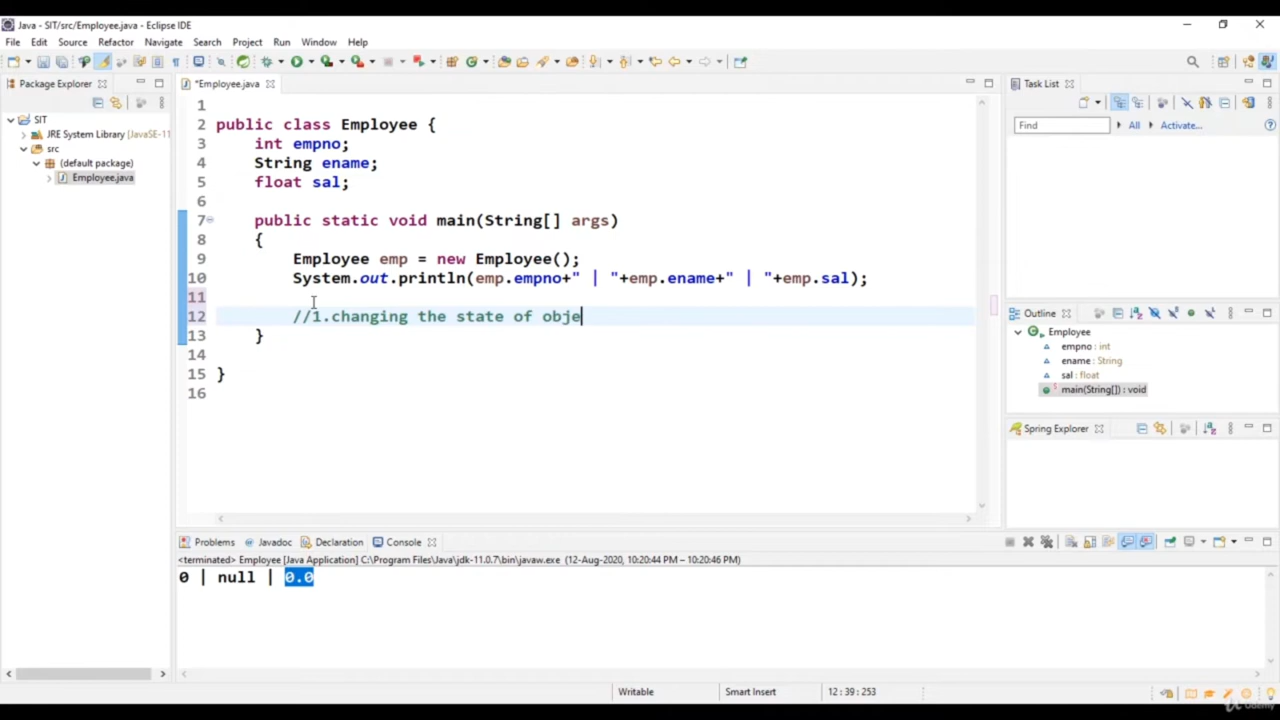 Java - SIT/src/Employee.java - Eclipse IDE
File Edit Source Refactor Navigate Search Project Run Window Help
Package Explorer
*Employee.java
Task List
SIT
JRE System Library [JavaSE-11
src
(default package)
Employee.java
Find All Activate...
1
2 public class Employee {
3 int empno;
4 String ename;
5 float sal;
6
7 public static void main(String[] args)
8 {
9 Employee emp = new Employee();
10 System.out.println(emp.empno+" | "+emp.ename+" | "+emp.sal);
11
12 //1.changing the state of obje
13 }
14
15 }
16
Outline
Employee
empno : int
ename : String
sal : float
main(String[]) : void
Spring Explorer
Problems Javadoc Declaration Console
<terminated> Employee [Java Application] C:\Program Files\Java\jdk-11.0.7\bin\javaw.exe (12-Aug-2020, 10:20:44 PM – 10:20:46 PM)
0 | null | 0.0
Writable Smart Insert 12 : 39 : 253
Udemy